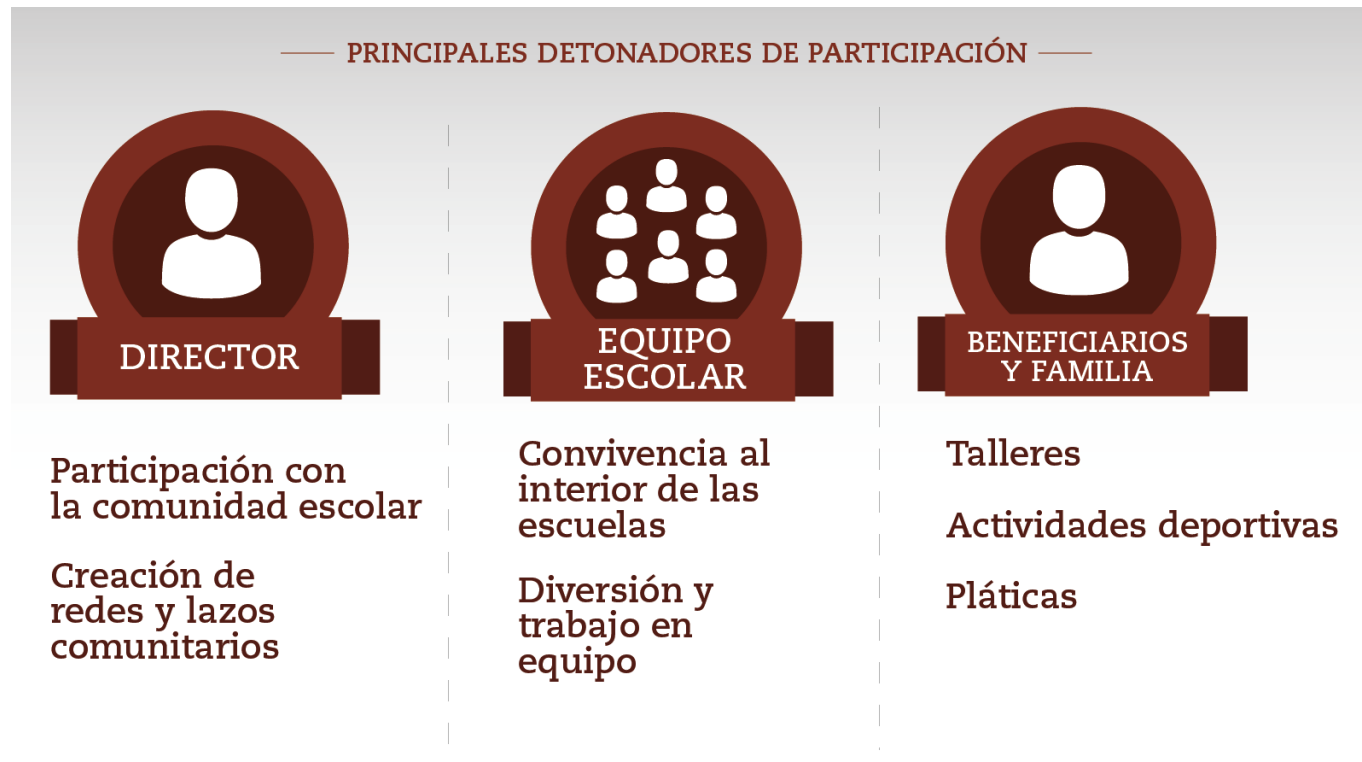 PRINCIPALES DETONADORES DE PARTICIPACIÓN
DIRECTOR
Participación con
la comunidad escolar
Creación de
redes y lazos
comunitarios
EQUIPO
ESCOLAR
Convivencia al
interior de las
escuelas
Diversión y
trabajo en
equipo
BENEFICIARIOS
Y FAMILIA
Talleres
Actividades deportivas
Pláticas